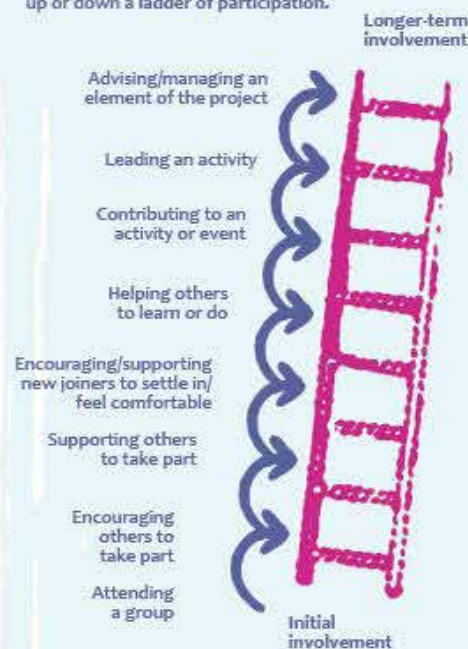 up or down a ladder of participation.
Longer-term
involvement
Advising/managing an
element of the project
Leading an activity
Contributing to an
activity or event
Helping others
to learn or do
Encouraging/supporting
new joiners to settle in/
feel comfortable
Supporting others
to take part
Encouraging
others to
take part
Attending
a group
Initial
involvement